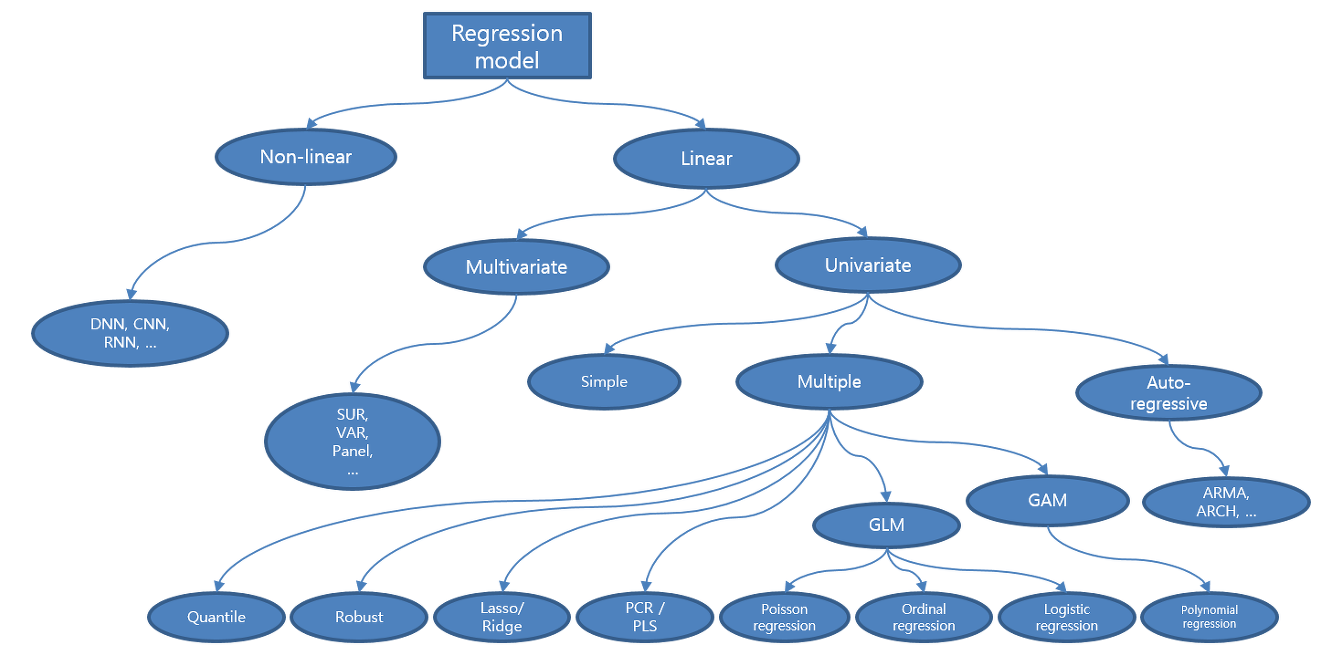 Regression
model
Non-linear
Linear
Multivariate
Univariate
DNN, CNN,
RNN, ...
Simple
Multiple
Auto-
regressive
SUR,
VAR,
Panel,
...
GLM
GAM
ARMA,
ARCH, ...
Quantile
Robust
Lasso/
Ridge
PCR /
PLS
Poisson
regression
Ordinal
regression
Logistic
regression
Polynomial
regression